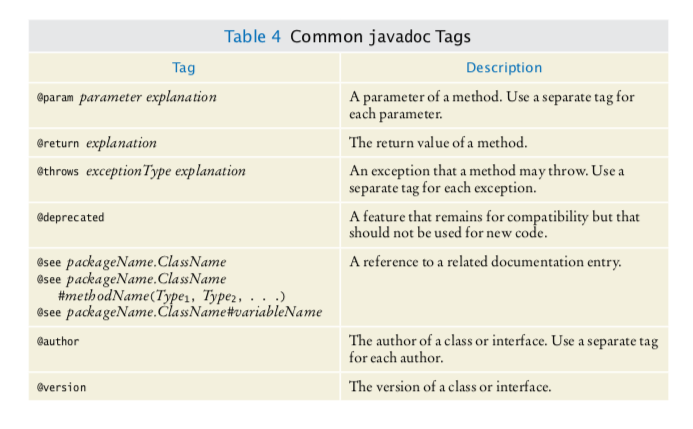 Table 4 Common javadoc Tags
Tag Description
@param parameter explanation
A parameter of a method. Use a separate tag for
each parameter.
@return explanation
The return value of a method.
@throws exceptionType explanation
An exception that a method may throw. Use a
separate tag for each exception.
@deprecated
A feature that remains for compatibility but that
should not be used for new code.
@see packageName.ClassName
@see packageName.ClassName
#methodName(Type₁, Type₂, . . .)
@see packageName.ClassName#variableName
A reference to a related documentation entry.
@author
The author of a class or interface. Use a separate tag
for each author.
@version
The version of a class or interface.